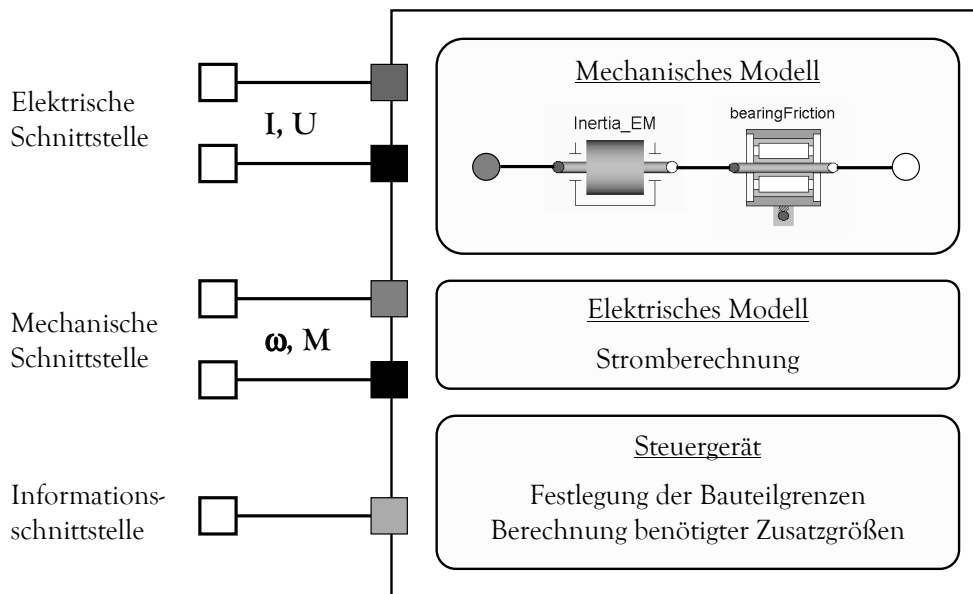 Elektrische
Schnittstelle
I, U
Mechanische
Schnittstelle
ω, M
Informations-
schnittstelle
Mechanisches Modell
Inertia_EM
bearingFriction
Elektrisches Modell
Stromberechnung
Steuergerät
Festlegung der Bauteilgrenzen
Berechnung benötigter Zusatzgrößen